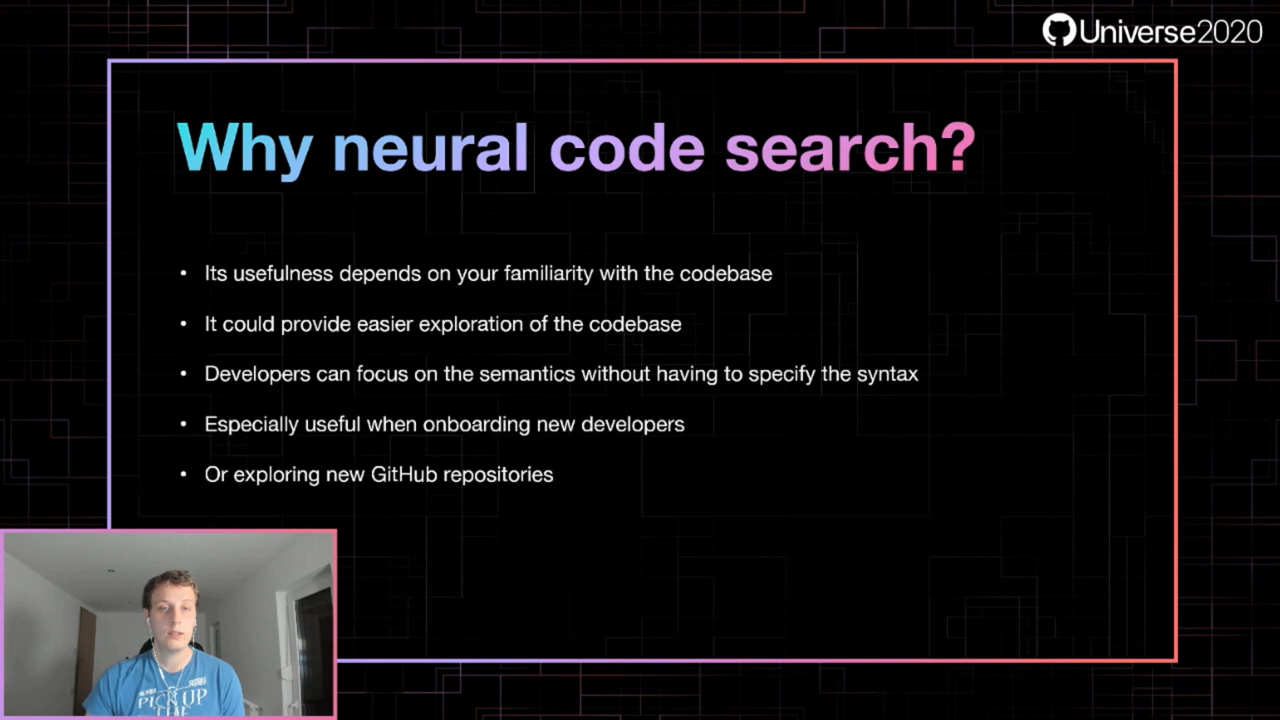 Universe2020
Why neural code search?
• Its usefulness depends on your familiarity with the codebase
• It could provide easier exploration of the codebase
• Developers can focus on the semantics without having to specify the syntax
• Especially useful when onboarding new developers
• Or exploring new GitHub repositories
PICK UP